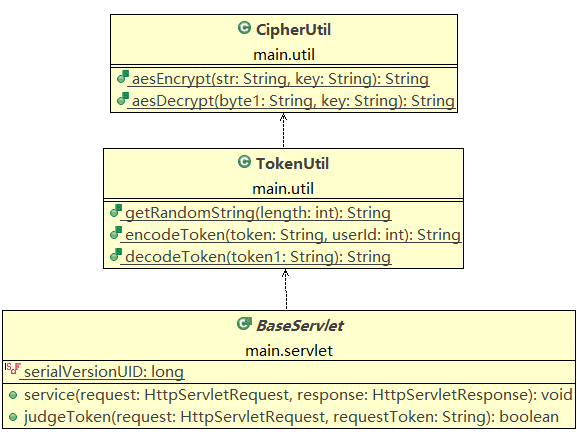 CipherUtil
main.util
aesEncrypt(str: String, key: String): String
aesDecrypt(byte1: String, key: String): String
TokenUtil
main.util
getRandomString(length: int): String
encodeToken(token: String, userId: int): String
decodeToken(token1: String): String
BaseServlet
main.servlet
serialVersionUID: long
service(request: HttpServletRequest, response: HttpServletResponse): void
judgeToken(request: HttpServletRequest, requestToken: String): boolean